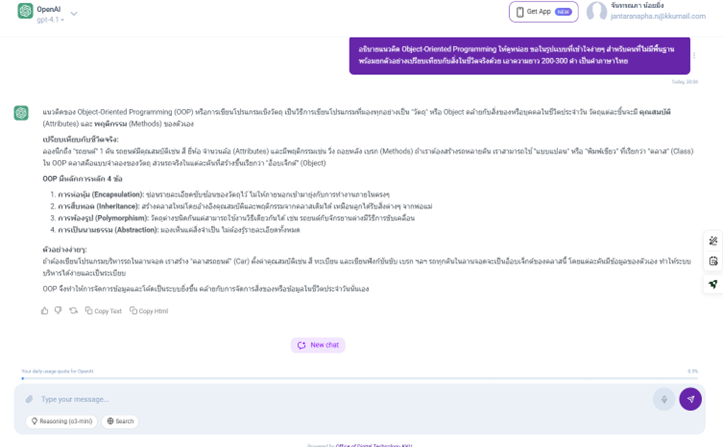 OpenAI
gpt-4.1
Get App NEW
จันทรณภา น้อยมิ่ง
jantaranapha.n@kkumail.com
อธิบายแนวคิด Object-Oriented Programming ให้ดูหน่อย ขอในรูปแบบที่เข้าใจง่ายๆ สำหรับคนที่ไม่มีพื้นฐาน
พร้อมยกตัวอย่างเปรียบเทียบกับสิ่งในชีวิตจริงด้วย เอาความยาว 200-300 คำ เป็นคำภาษาไทย
Today, 20:56
แนวคิดของ Object-Oriented Programming (OOP) หรือการเขียนโปรแกรมเชิงวัตถุ เป็นวิธีการเขียนโปรแกรมที่มองทุกอย่างเป็น "วัตถุ" หรือ Object คล้ายกับสิ่งของหรือบุคคลในชีวิตประจำวัน วัตถุแต่ละชิ้นจะมี คุณสมบัติ
(Attributes) และ พฤติกรรม (Methods) ของตัวเอง
เปรียบเทียบกับชีวิตจริง:
ลองนึกถึง "รถยนต์" 1 คัน รถยนต์มีคุณสมบัติเช่น สี ยี่ห้อ จำนวนล้อ (Attributes) และมีพฤติกรรมเช่น วิ่ง ถอยหลัง เบรก (Methods) ถ้าเราต้องสร้างรถหลายคัน เราสามารถใช้ "แบบแปลน" หรือ "พิมพ์เขียว" ที่เรียกว่า "คลาส" (Class)
ใน OOP คลาสคือแบบจำลองของวัตถุ ส่วนรถจริงในแต่ละคันที่สร้างขึ้นเรียกว่า "อ็อบเจ็กต์" (Object)
OOP มีหลักการหลัก 4 ข้อ
1. การห่อหุ้ม (Encapsulation): ซ่อนรายละเอียดซับซ้อนของวัตถุไว้ ไม่ให้ภายนอกเข้ามายุ่งกับการทำงานภายในตรงๆ
2. การสืบทอด (Inheritance): สร้างคลาสใหม่โดยอ้างอิงคุณสมบัติและพฤติกรรมจากคลาสเดิมได้ เหมือนลูกได้รับสิ่งต่างๆ จากพ่อแม่
3. การพ้องรูป (Polymorphism): วัตถุต่างชนิดกันแต่สามารถใช้งานวิธีเดียวกันได้ เช่น รถยนต์กับจักรยานต่างมีวิธีการขับเคลื่อน
4. การเป็นนามธรรม (Abstraction): มองเห็นแค่สิ่งจำเป็น ไม่ต้องรู้รายละเอียดทั้งหมด
ตัวอย่างง่ายๆ:
ถ้าต้องเขียนโปรแกรมบริหารรถในลานจอด เราสร้าง "คลาสรถยนต์" (Car) ตั้งค่าคุณสมบัติเช่น สี ทะเบียน และเขียนฟังก์ชันขับ เบรก ฯลฯ รถทุกคันในลานจอดจะเป็นอ็อบเจ็กต์ของคลาสนี้ โดยแต่ละคันมีข้อมูลของตัวเอง ทำให้ระบบ
บริหารได้ง่ายและเป็นระเบียบ
OOP จึงทำให้การจัดการข้อมูลและโค้ดเป็นระบบยิ่งขึ้น คล้ายกับการจัดการสิ่งของหรือข้อมูลในชีวิตประจำวันนั่นเอง
Copy Text Copy Html
New chat
Your daily usage quota for OpenAI.
0.3%
Type your message...
Reasoning (o3-mini) Search
Powered by Office of Digital Technology KKU